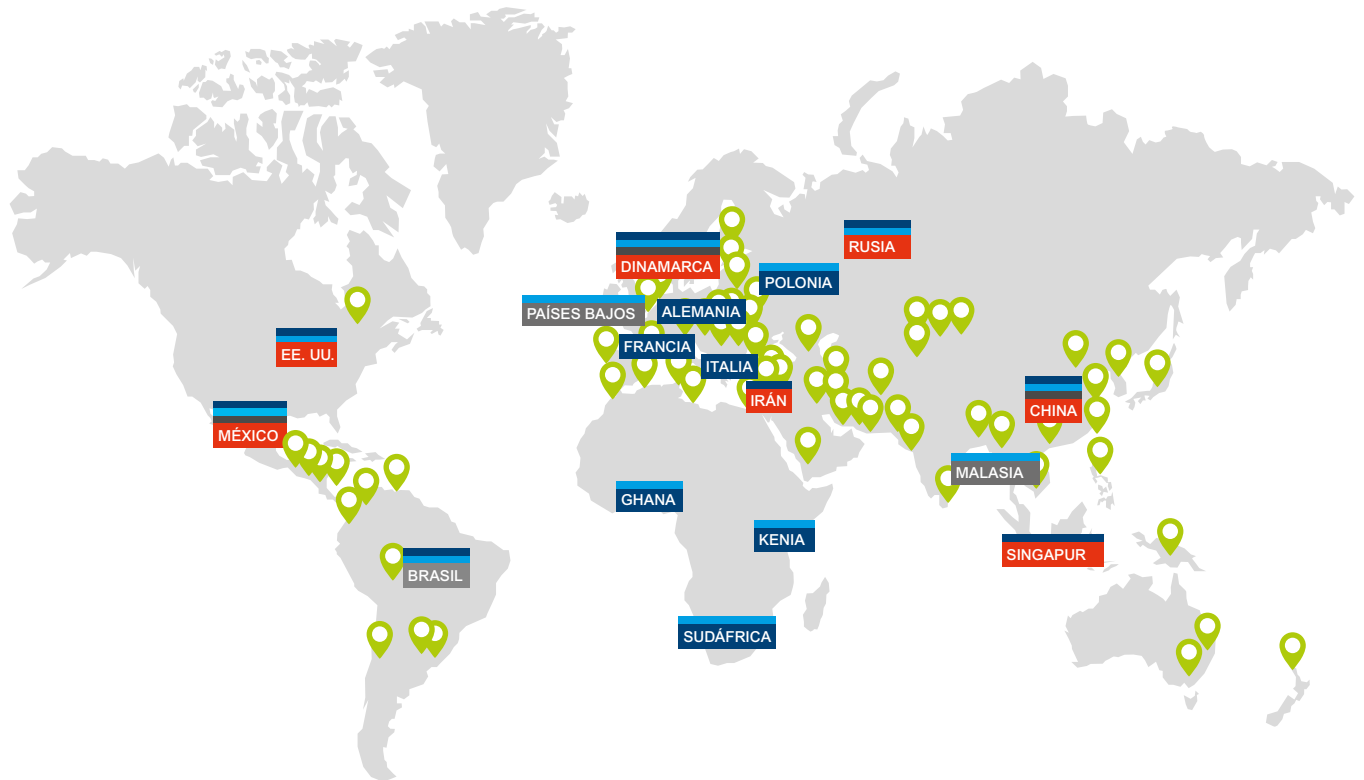 RUSIA
DINAMARCA
POLONIA
PAÍSES BAJOS
ALEMANIA
EE. UU.
FRANCIA
ITALIA
IRÁN
CHINA
MÉXICO
MALASIA
GHANA
KENIA
SINGAPUR
BRASIL
SUDÁFRICA